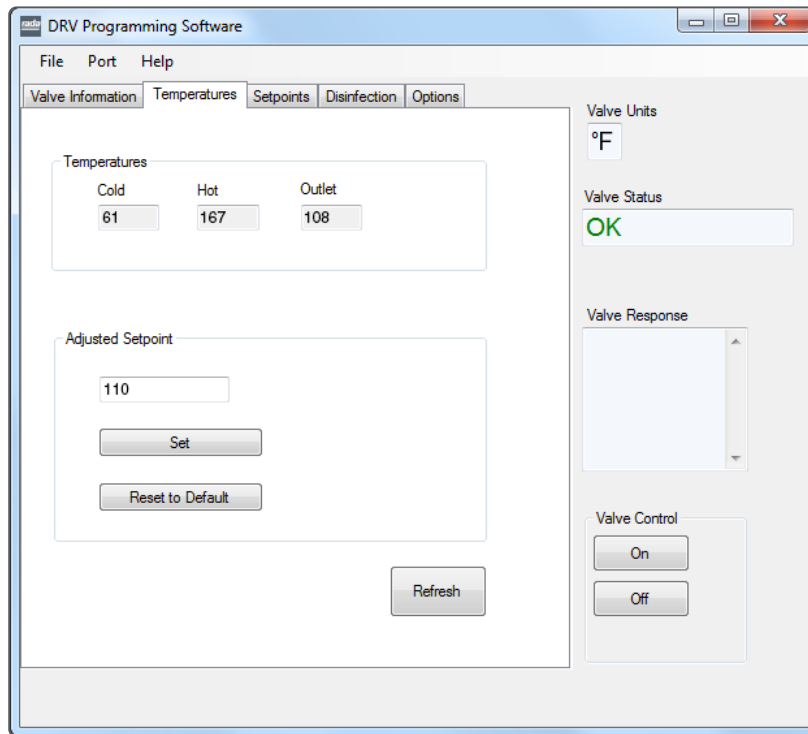 rada DRV Programming Software
File Port Help
Valve Information Temperatures Setpoints Disinfection Options
Temperatures
Cold Hot Outlet
61 167 108
Adjusted Setpoint
110
Set
Reset to Default
Refresh
Valve Units
°F
Valve Status
OK
Valve Response
Valve Control
On
Off